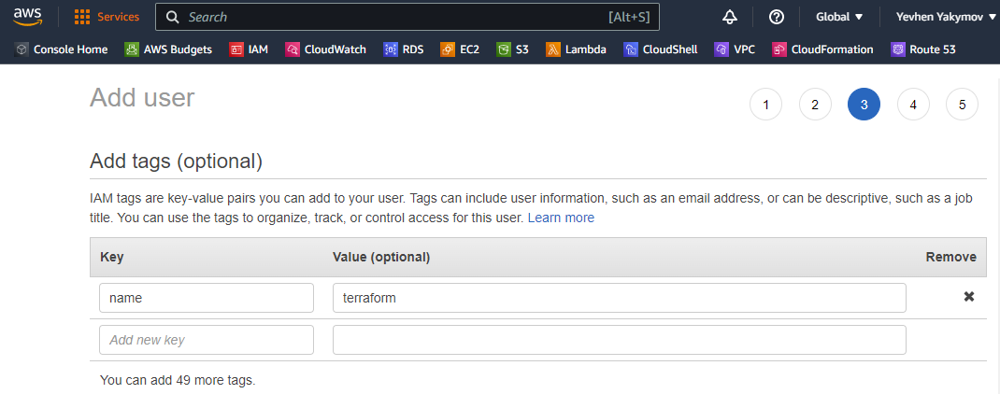 aws Services Search [Alt+S] Global Yevhen Yakymov
Console Home AWS Budgets IAM CloudWatch RDS EC2 S3 Lambda CloudShell VPC CloudFormation Route 53
Add user
1 2 3 4 5
Add tags (optional)
IAM tags are key-value pairs you can add to your user. Tags can include user information, such as an email address, or can be descriptive, such as a job
title. You can use the tags to organize, track, or control access for this user. Learn more
Key Value (optional) Remove
name terraform
Add new key
You can add 49 more tags.